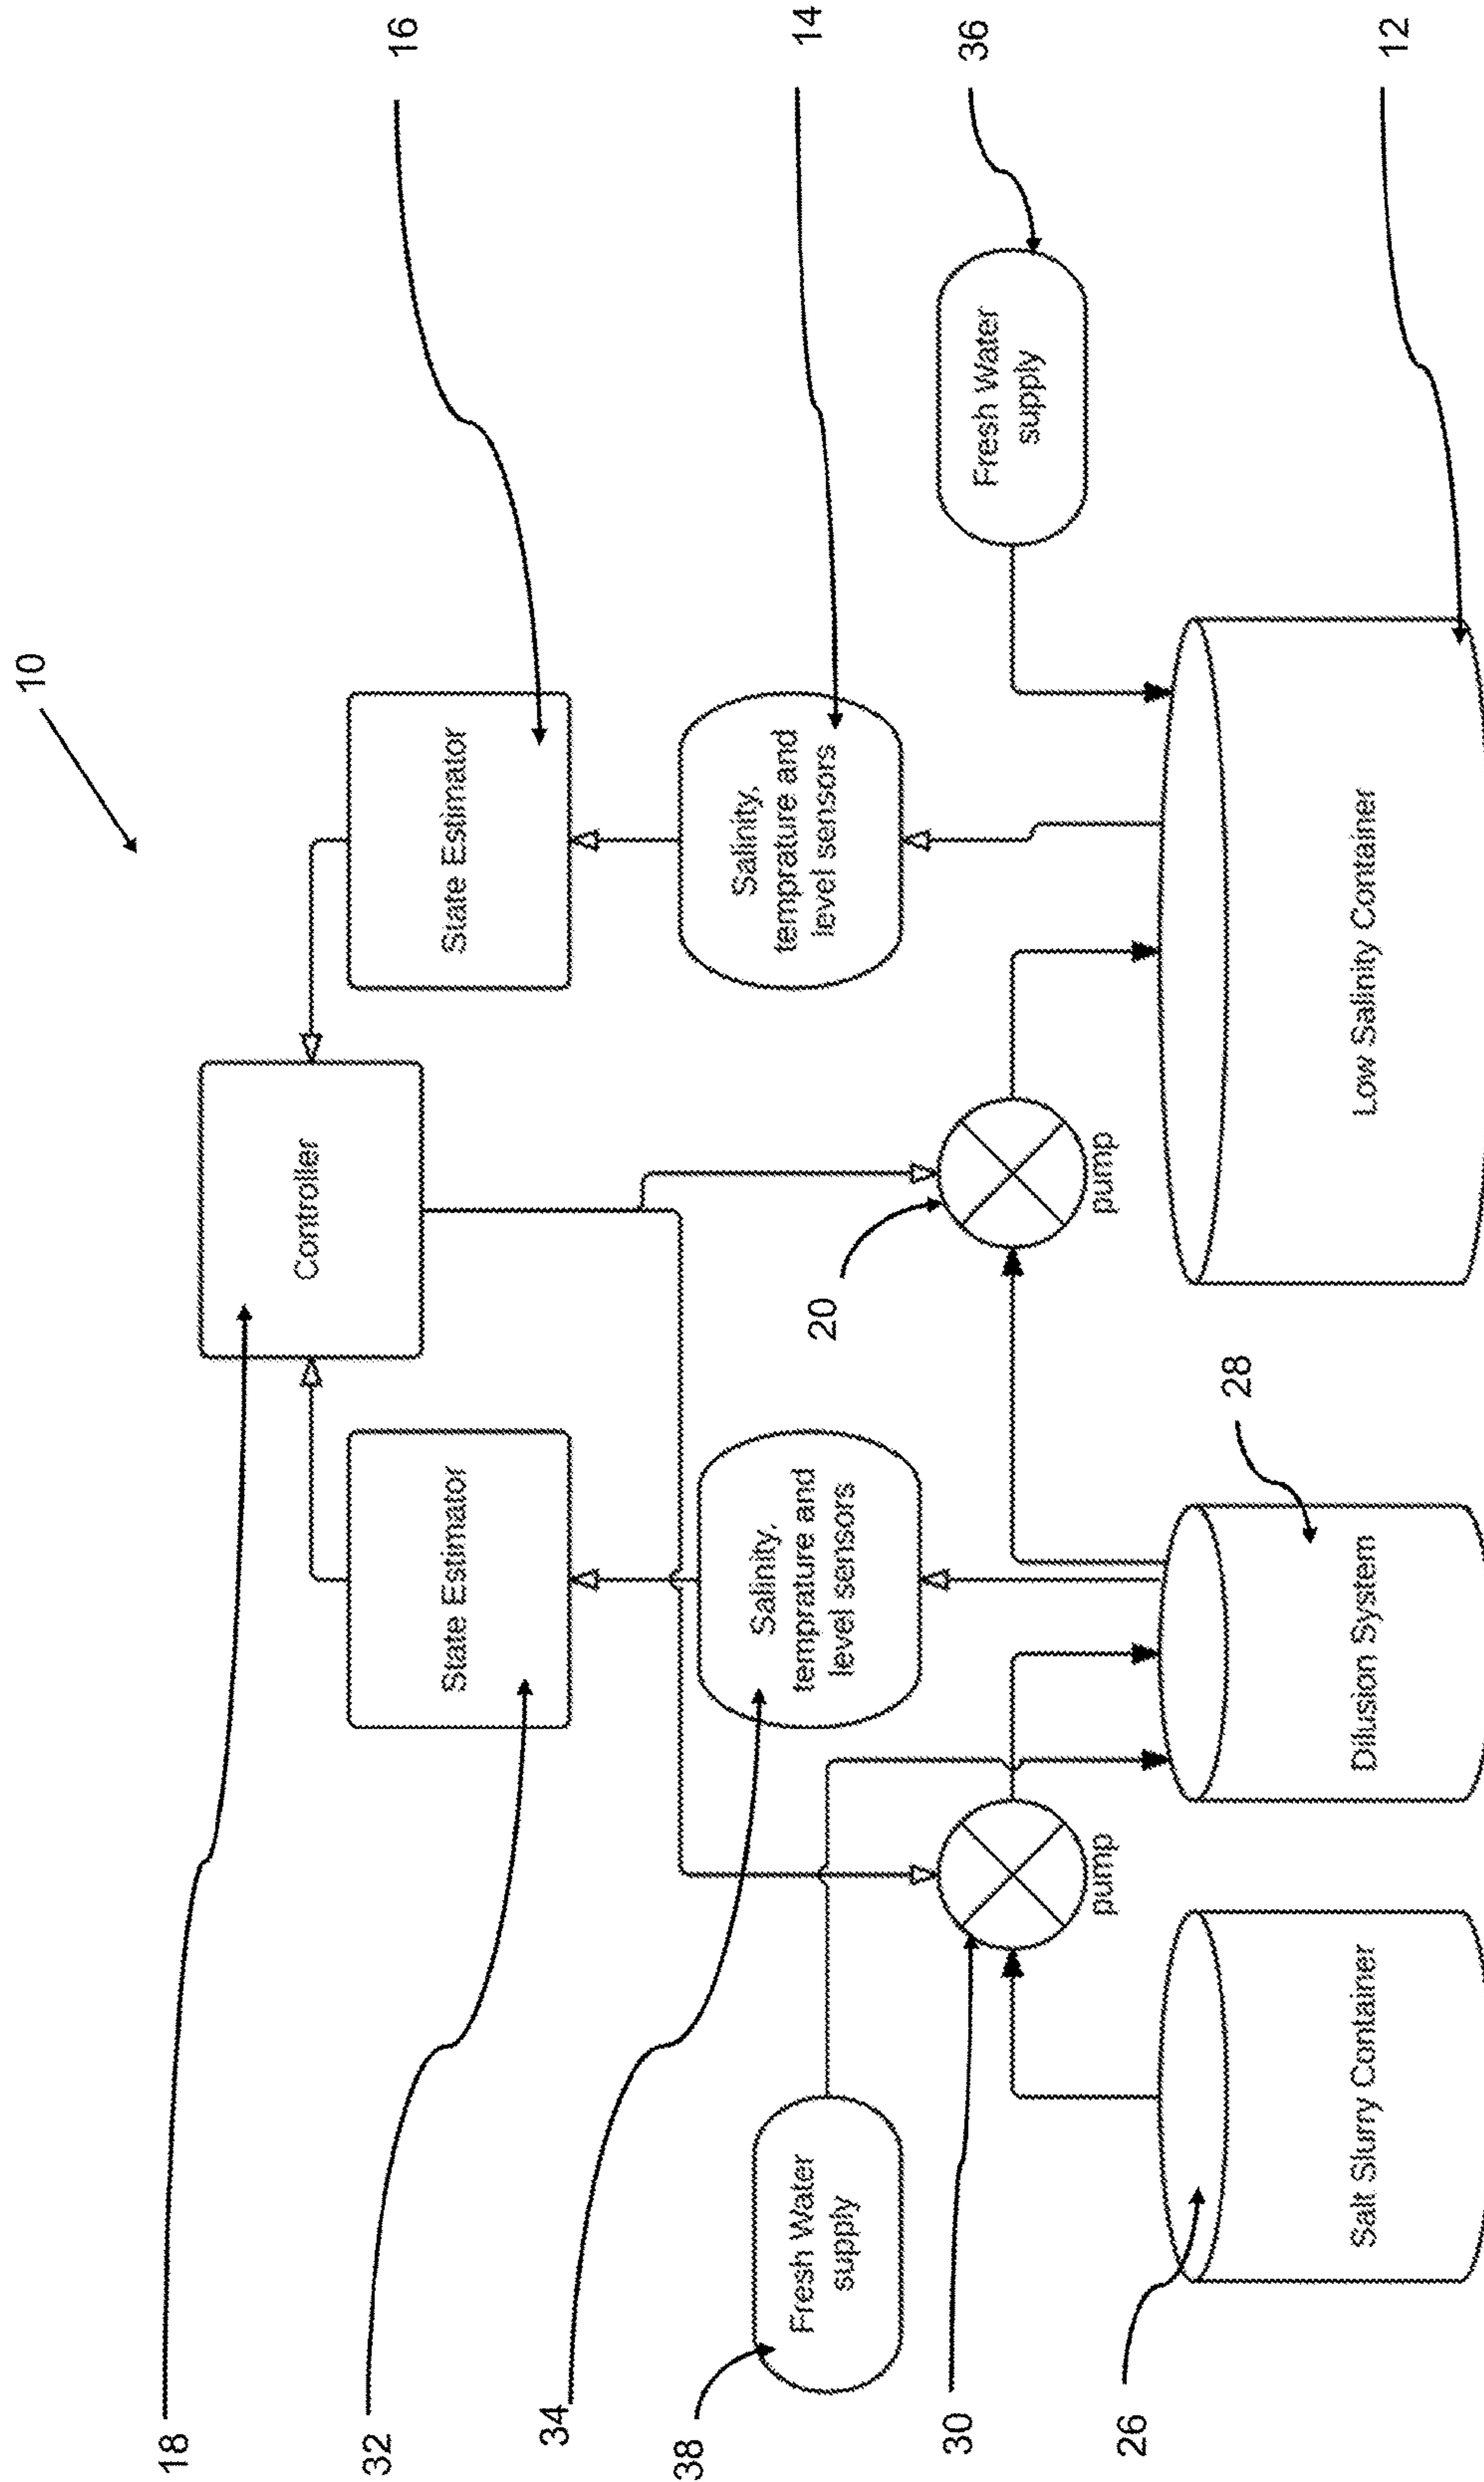 10
18
Controller
32
16
State Estimator
State Estimator
34
38
Salinity,
temprature and
level sensors
Salinity,
temprature and
level sensors
14
Fresh Water
supply
20
30
36
Fresh Water
supply
pump
pump
26
28
Salt Slurry Container
Dilusion System
Low Salinity Container
12